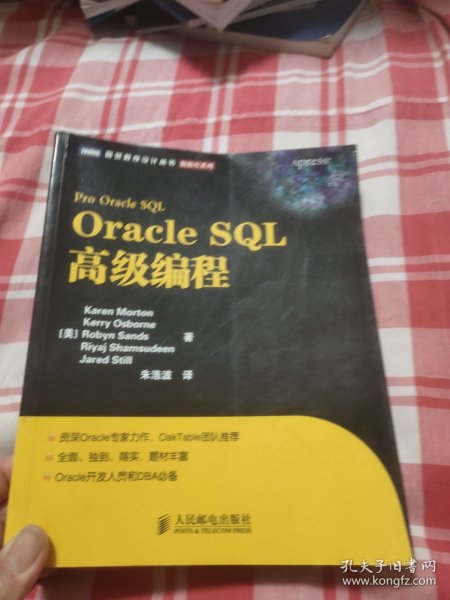 图灵程序设计丛书 数据库系列
Apress
Pro Oracle SQL
Oracle SQL
高级编程
Karen Morton
Kerry Osborne
[美] Robyn Sands 著
Riyaj Shamsudeen
Jared Still
朱浩波 译
资深Oracle专家力作，OakTable团队推荐
全面、独到、翔实，题材丰富
Oracle开发人员和DBA必备
人民邮电出版社
POSTS & TELECOM PRESS
孔夫子旧书网
www.kongfz.com